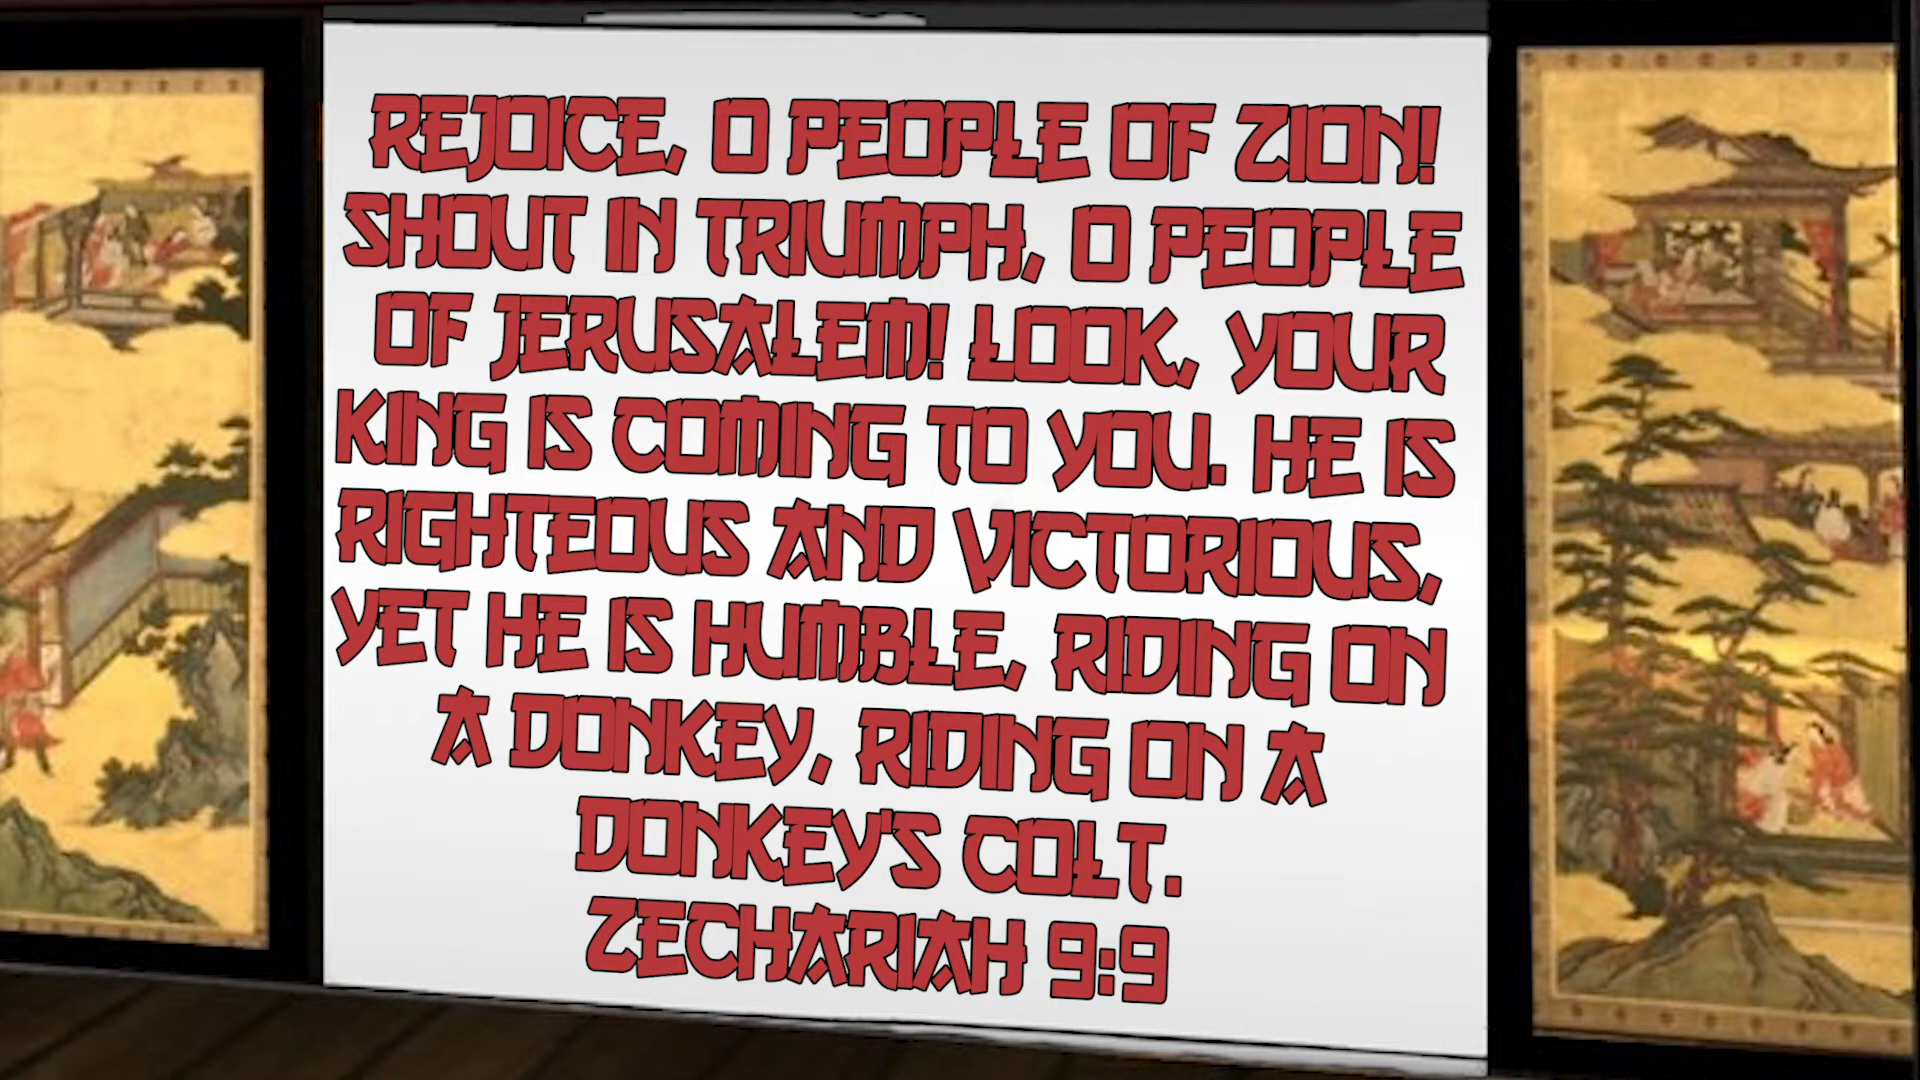 REJOICE, O PEOPLE OF ZION!
SHOUT IN TRIUMPH, O PEOPLE
OF JERUSALEM! LOOK, YOUR
KING IS COMING TO YOU. HE IS
RIGHTEOUS AND VICTORIOUS,
YET HE IS HUMBLE, RIDING ON
A DONKEY, RIDING ON A
DONKEY'S COLT.
ZECHARIAH 9:9